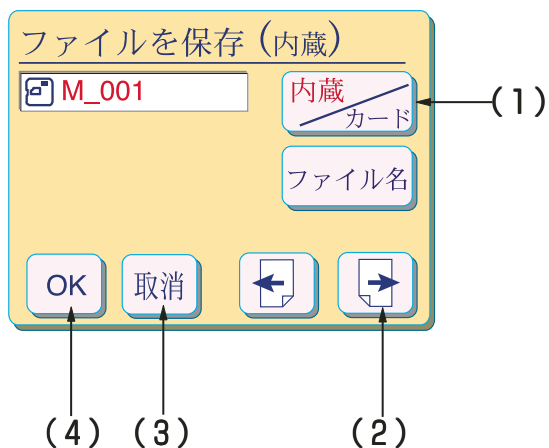 ファイルを保存(内蔵)
M_001
内蔵
カード
(1)
ファイル名
OK
取消
(4)
(3)
(2)